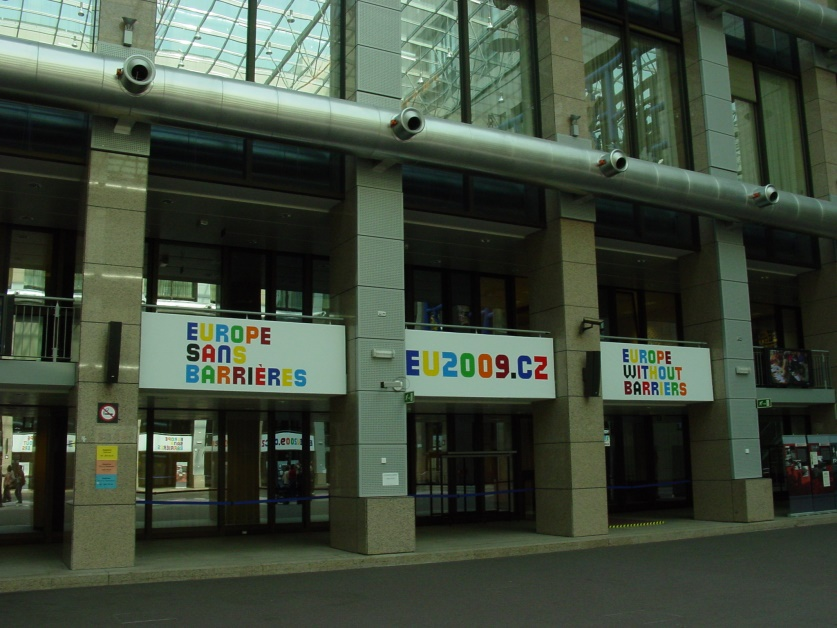 EUROPE
SANS
BARRIÈRES
EU2009.CZ
EUROPE
WITHOUT
BARRIERS